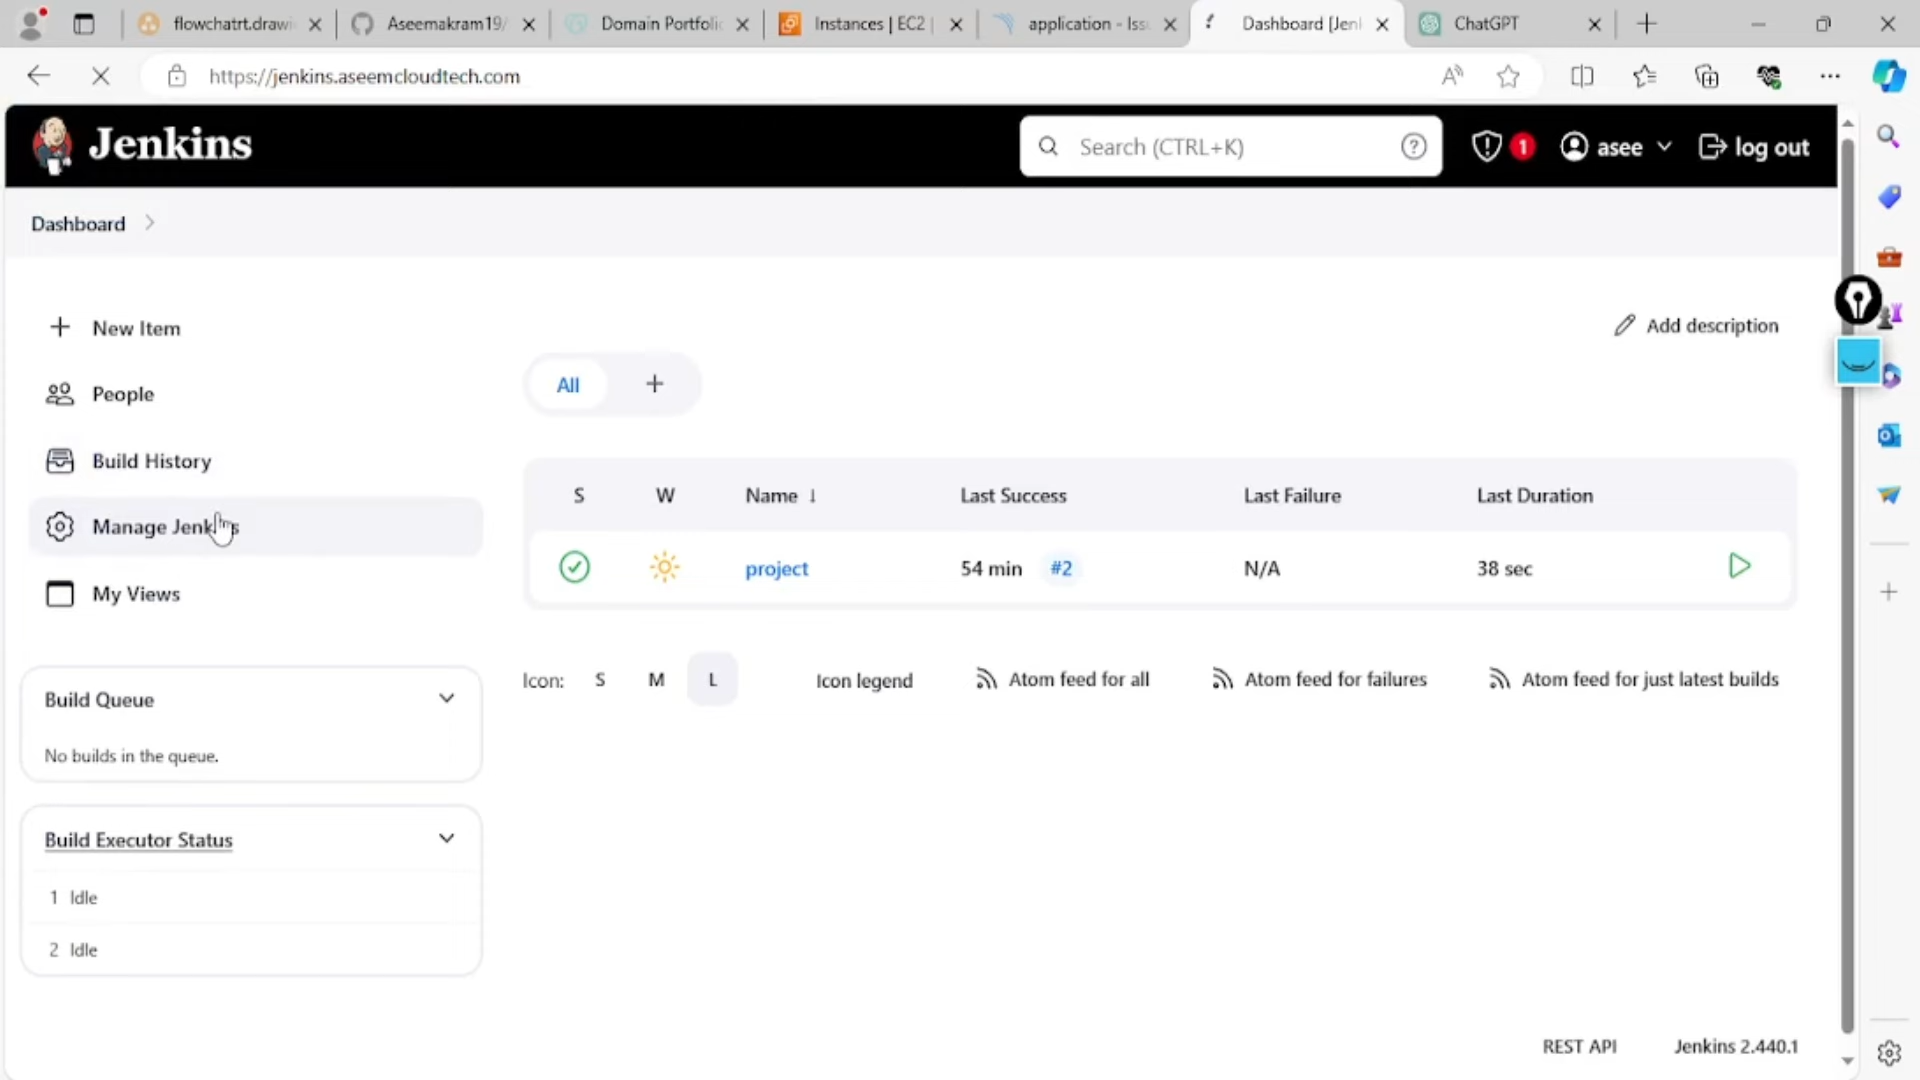 flowchatrt.drawi
Aseemakram19/
Domain Portfolio
Instances | EC2 |
application - Issu
Dashboard [Jenk
ChatGPT
https://jenkins.aseemcloudtech.com
Jenkins
Search (CTRL+K)
1
asee
log out
Dashboard
New Item
Add description
People
All
+
Build History
Manage Jenkins
My Views
S W Name ↓ Last Success Last Failure Last Duration
project 54 min #2 N/A 38 sec
Icon: S M L
Icon legend
Atom feed for all
Atom feed for failures
Atom feed for just latest builds
Build Queue
No builds in the queue.
Build Executor Status
1 Idle
2 Idle
REST API
Jenkins 2.440.1